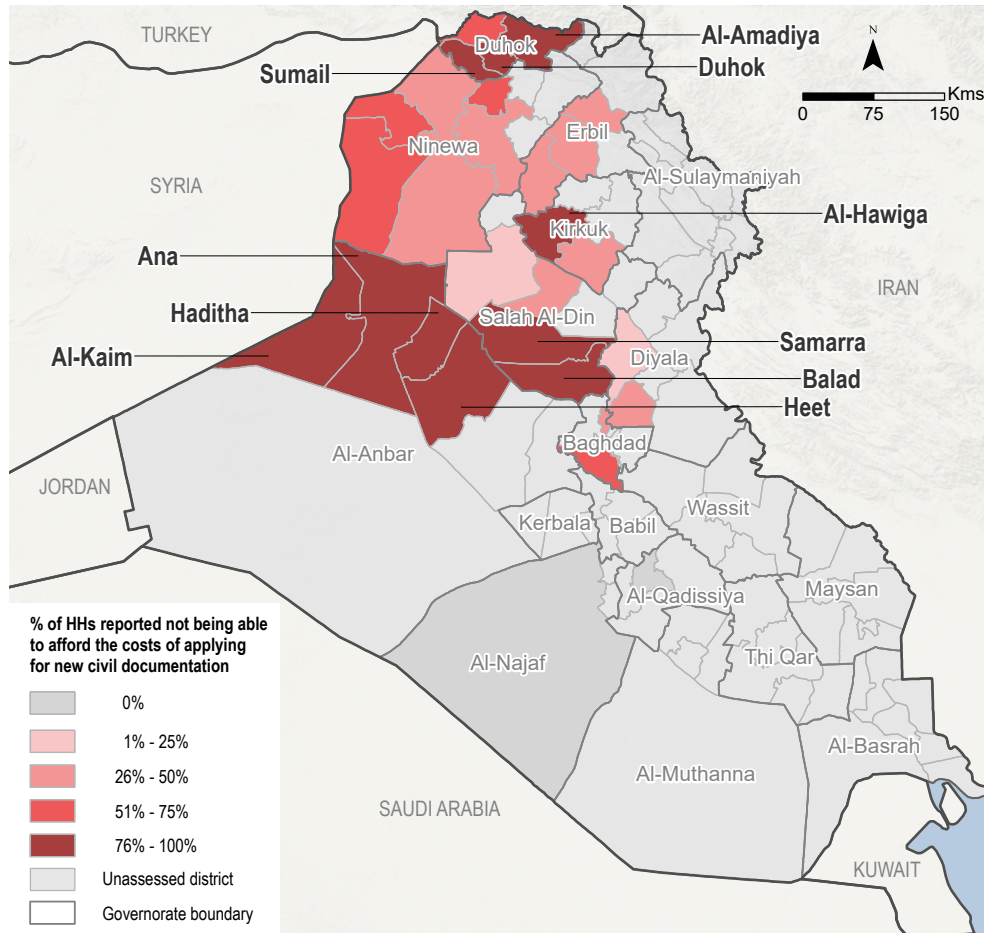 TURKEY
N
Al-Amadiya
Duhok
Duhok
Sumail
Kms
0 75 150
Erbil
Ninewa
Al-Sulaymaniyah
SYRIA
Al-Hawiga
Kirkuk
Ana
IRAN
Haditha
Salah Al-Din
Samarra
Al-Kaim
Diyala
Balad
Heet
Baghdad
Al-Anbar
JORDAN
Wassit
Kerbala
Babil
Maysan
Al-Qadissiya
Thi Qar
Al-Najaf
Al-Basrah
Al-Muthanna
SAUDI ARABIA
KUWAIT
% of HHs reported not being able
to afford the costs of applying
for new civil documentation
0%
1% - 25%
26% - 50%
51% - 75%
76% - 100%
Unassessed district
Governorate boundary